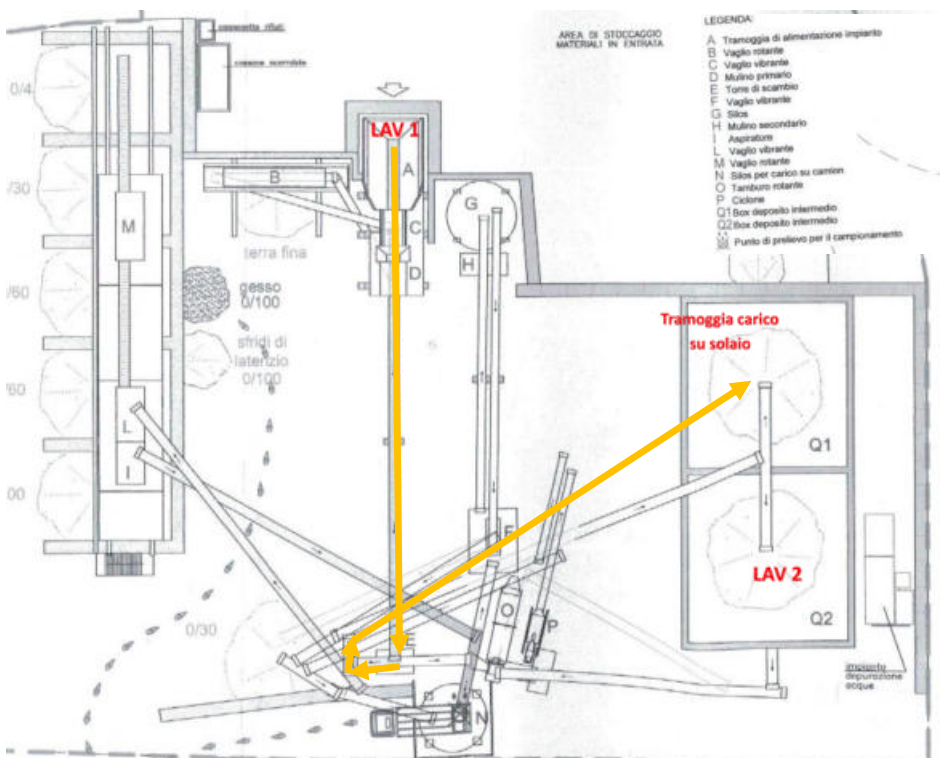 AREA DI STOCCAGGIO
MATERIALI IN ENTRATA
LEGENDA:
A Tramoggia di alimentazione impianto
B Vaglio rotante
C Vaglio vibrante
D Mulino primario
E Torre di scambio
F Vaglio vibrante
G Silos
H Mulino secondario
I Aspiratore
L Vaglio vibrante
M Vaglio rotante
N Silos per carico su camion
O Tamburo rotante
P Ciclone
Q1 Box deposito intermedio
Q2 Box deposito intermedio
Punto di prelievo per il campionamento
cassone scarrabile
0/4
LAV 1
A
B
/30
G
M
C
terra fina
D
H
/60
gesso
0/100
Tramoggia carico
su solaio
sfridi di
laterizio
0/100
/60
L
Q1
I
00
F
LAV 2
O
0/30
P
Q2
E
impianto
depurazione
acque
N